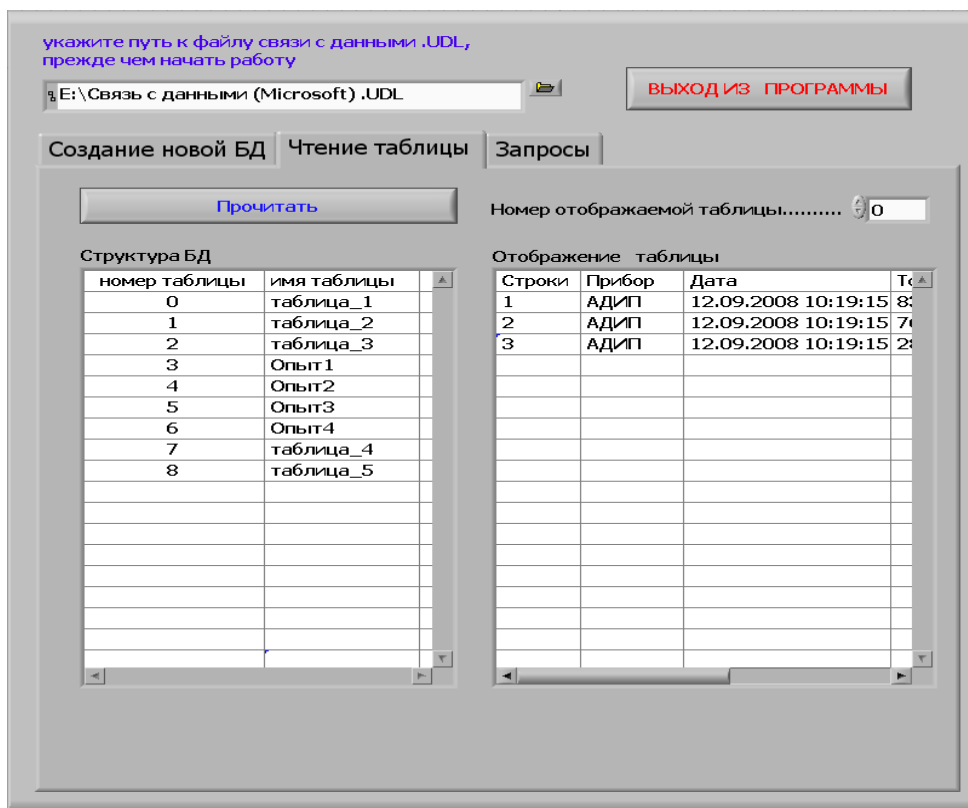 укажите путь к файлу связи с данными .UDL,
прежде чем начать работу
E:\Связь с данными (Microsoft) .UDL
ВЫХОД ИЗ ПРОГРАММЫ
Создание новой БД Чтение таблицы Запросы
Прочитать
Номер отображаемой таблицы.......... 0
Структура БД
номер таблицы имя таблицы
0 таблица_1
1 таблица_2
2 таблица_3
3 Опыт1
4 Опыт2
5 Опыт3
6 Опыт4
7 таблица_4
8 таблица_5
Отображение таблицы
Строки Прибор Дата
1 АДИП 12.09.2008 10:19:15
2 АДИП 12.09.2008 10:19:15
3 АДИП 12.09.2008 10:19:15